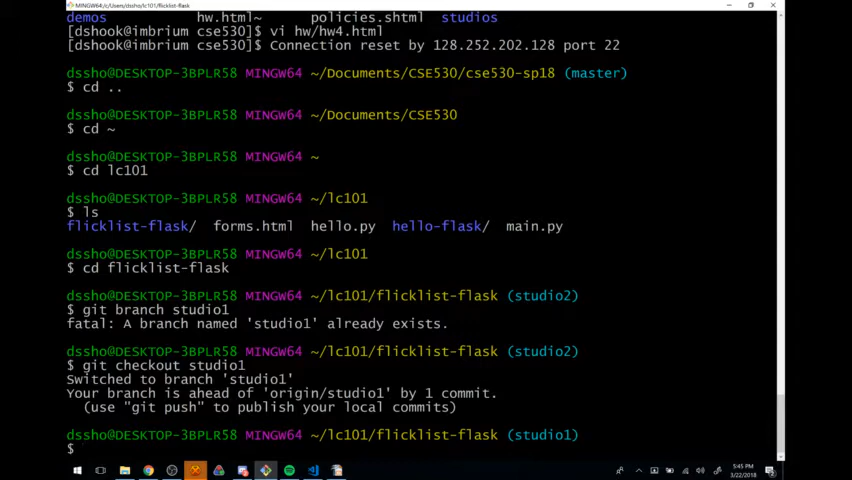 MINGW64:/c/Users/dssho/lc101/flicklist-flask
demos hw.html~ policies.shtml studios
[dshook@imbrium cse530]$ vi hw/hw4.html
[dshook@imbrium cse530]$ Connection reset by 128.252.202.128 port 22
dssho@DESKTOP-3BPLR58 MINGW64 ~/Documents/CSE530/cse530-sp18 (master)
$ cd ..
dssho@DESKTOP-3BPLR58 MINGW64 ~/Documents/CSE530
$ cd ~
dssho@DESKTOP-3BPLR58 MINGW64 ~
$ cd lc101
dssho@DESKTOP-3BPLR58 MINGW64 ~/lc101
$ ls
flicklist-flask/ forms.html hello.py hello-flask/ main.py
dssho@DESKTOP-3BPLR58 MINGW64 ~/lc101
$ cd flicklist-flask
dssho@DESKTOP-3BPLR58 MINGW64 ~/lc101/flicklist-flask (studio2)
$ git branch studio1
fatal: A branch named 'studio1' already exists.
dssho@DESKTOP-3BPLR58 MINGW64 ~/lc101/flicklist-flask (studio2)
$ git checkout studio1
Switched to branch 'studio1'
Your branch is ahead of 'origin/studio1' by 1 commit.
(use "git push" to publish your local commits)
dssho@DESKTOP-3BPLR58 MINGW64 ~/lc101/flicklist-flask (studio1)
$
5:45 PM
3/22/2018